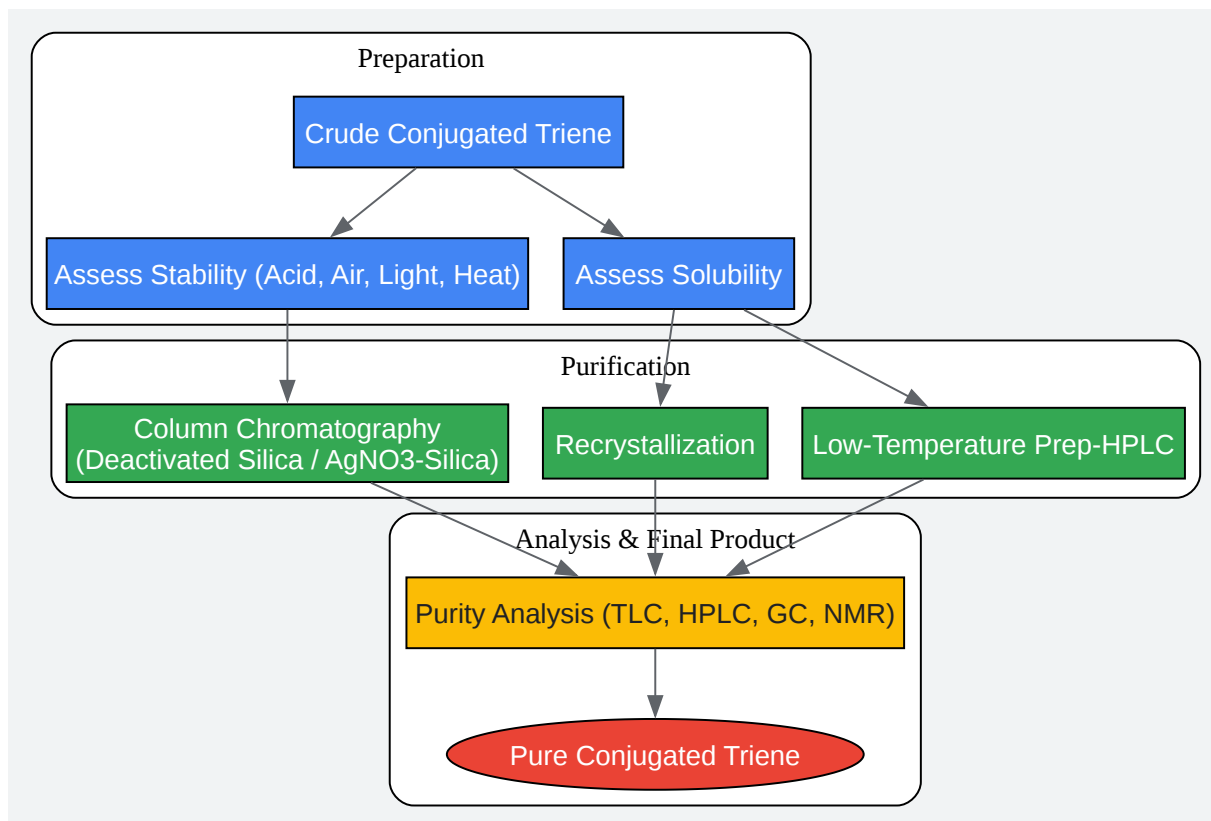 Preparation
Crude Conjugated Triene
Assess Stability (Acid, Air, Light, Heat)
Assess Solubility
Purification
Column Chromatography
(Deactivated Silica / AgNO3-Silica)
Recrystallization
Low-Temperature Prep-HPLC
Analysis & Final Product
Purity Analysis (TLC, HPLC, GC, NMR)
Pure Conjugated Triene